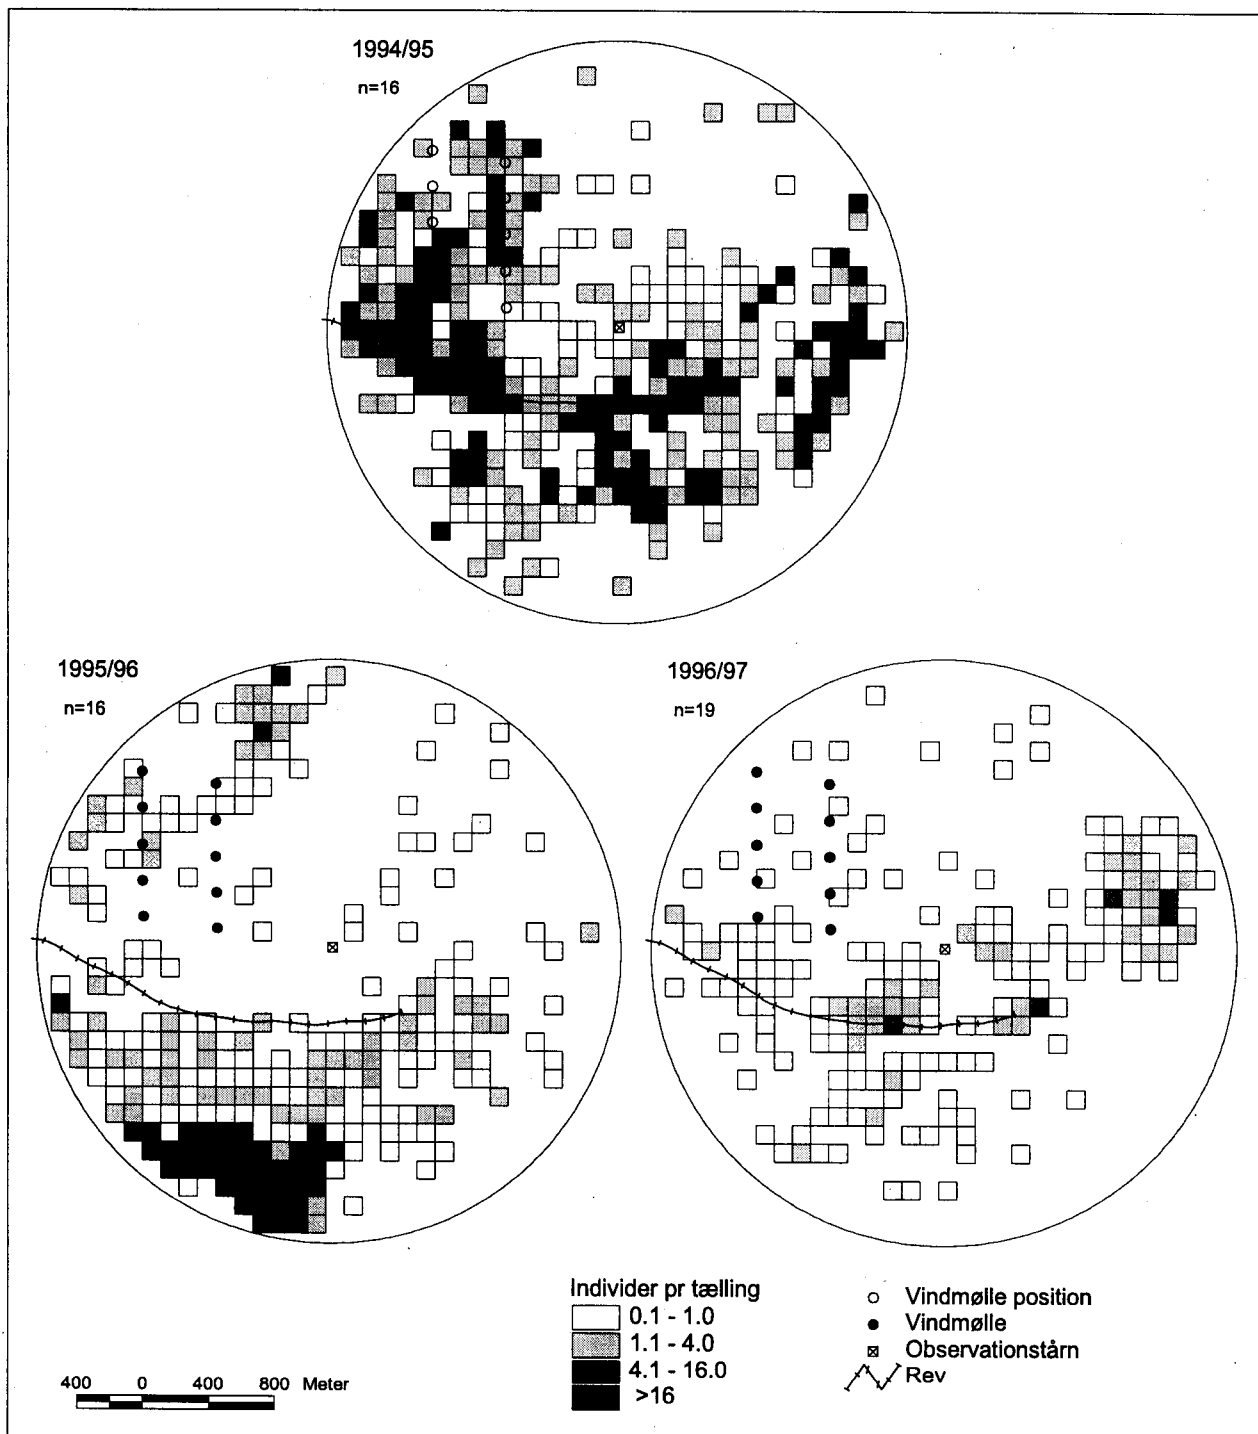 1994/95
n=16
1995/96
n=16
1996/97
n=19
Individer pr tælling
0.1 - 1.0
1.1 - 4.0
4.1 - 16.0
>16
Vindmølle position
Vindmølle
Observationstårn
Rev
400 0 400 800 Meter